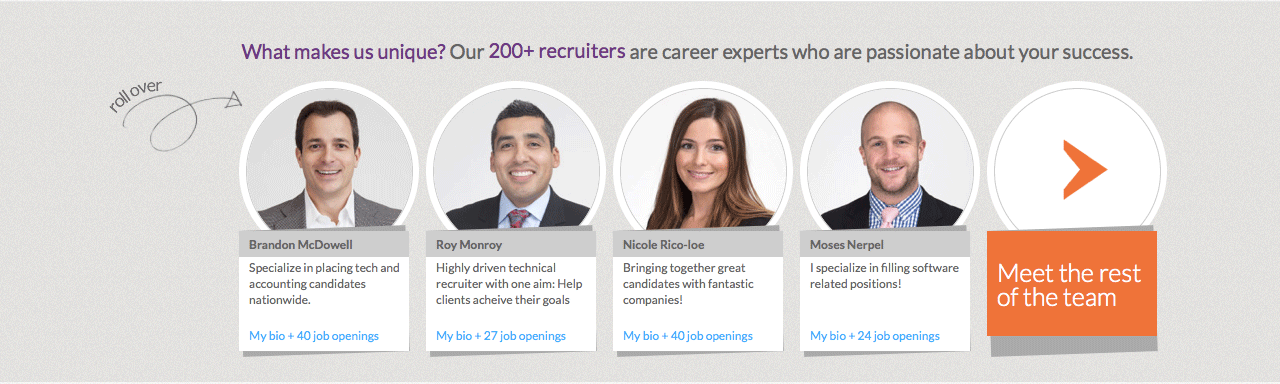 What makes us unique? Our 200+ recruiters are career experts who are passionate about your success.
roll over
Brandon McDowell
Specialize in placing tech and
accounting candidates
nationwide.
My bio + 40 job openings
Roy Monroy
Highly driven technical
recruiter with one aim: Help
clients acheive their goals
My bio + 27 job openings
Nicole Rico-Ioe
Bringing together great
candidates with fantastic
companies!
My bio + 40 job openings
Moses Nerpel
I specialize in filling software
related positions!
My bio + 24 job openings
Meet the rest
of the team